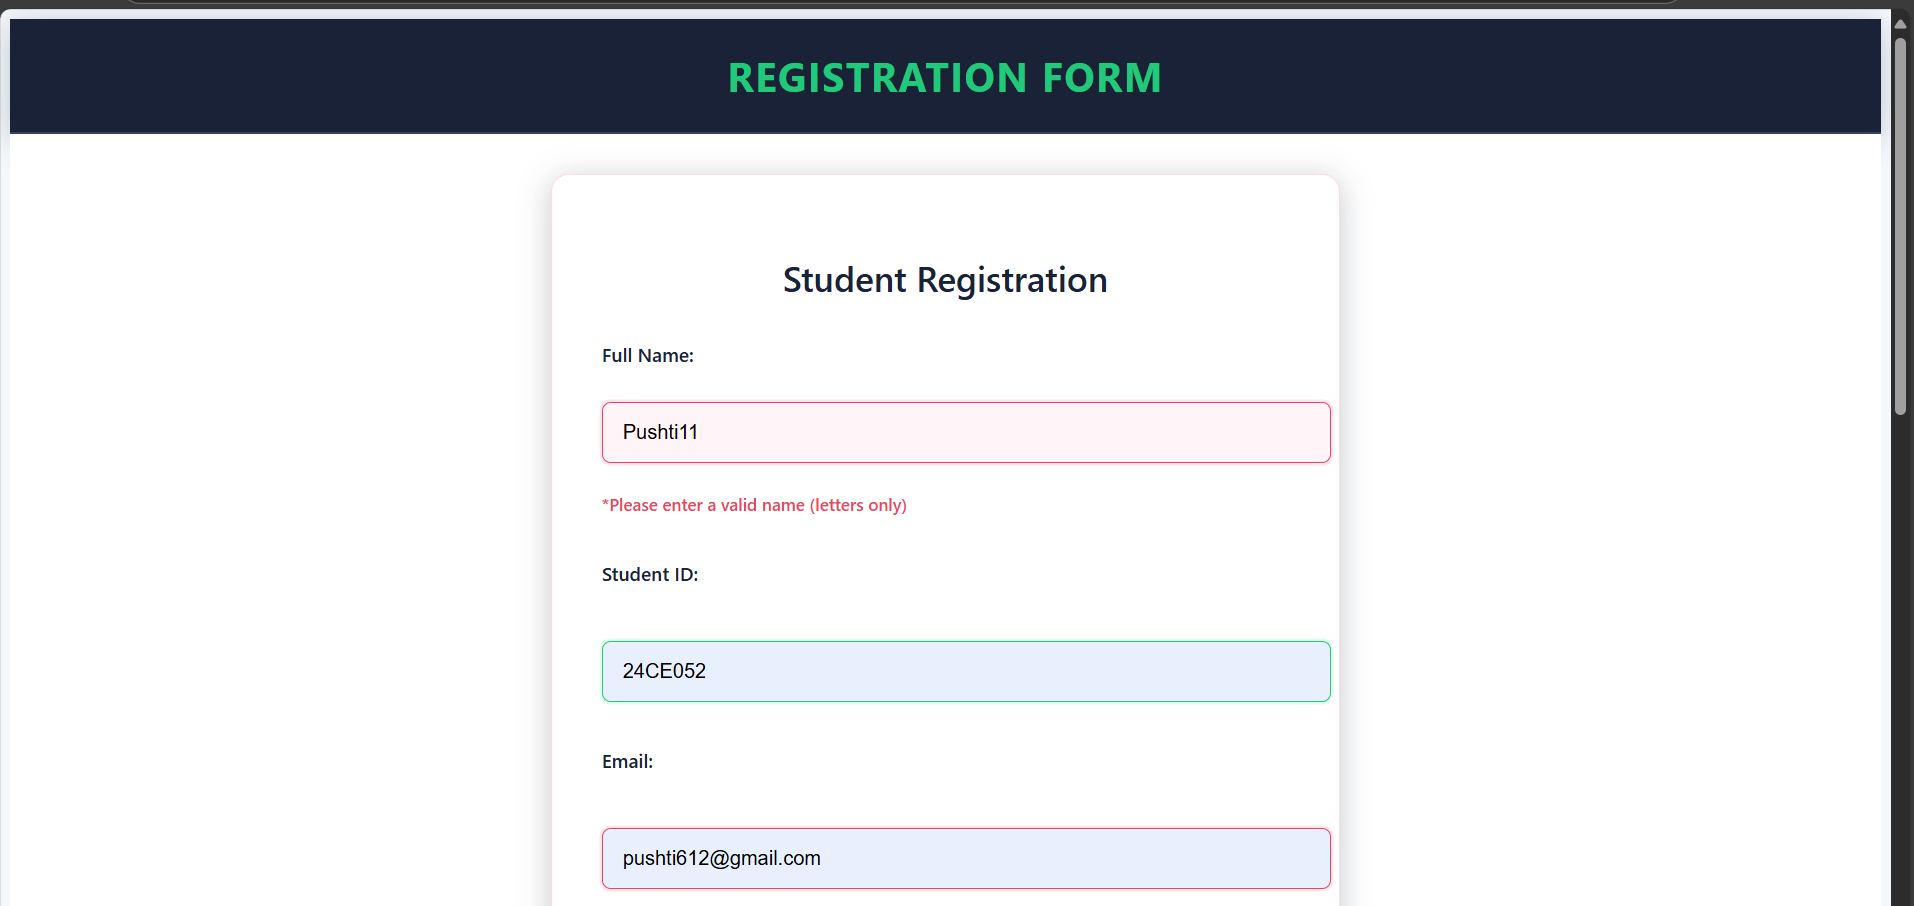 REGISTRATION FORM
Student Registration
Full Name:
Pushti11
*Please enter a valid name (letters only)
Student ID:
24CE052
Email:
pushti612@gmail.com